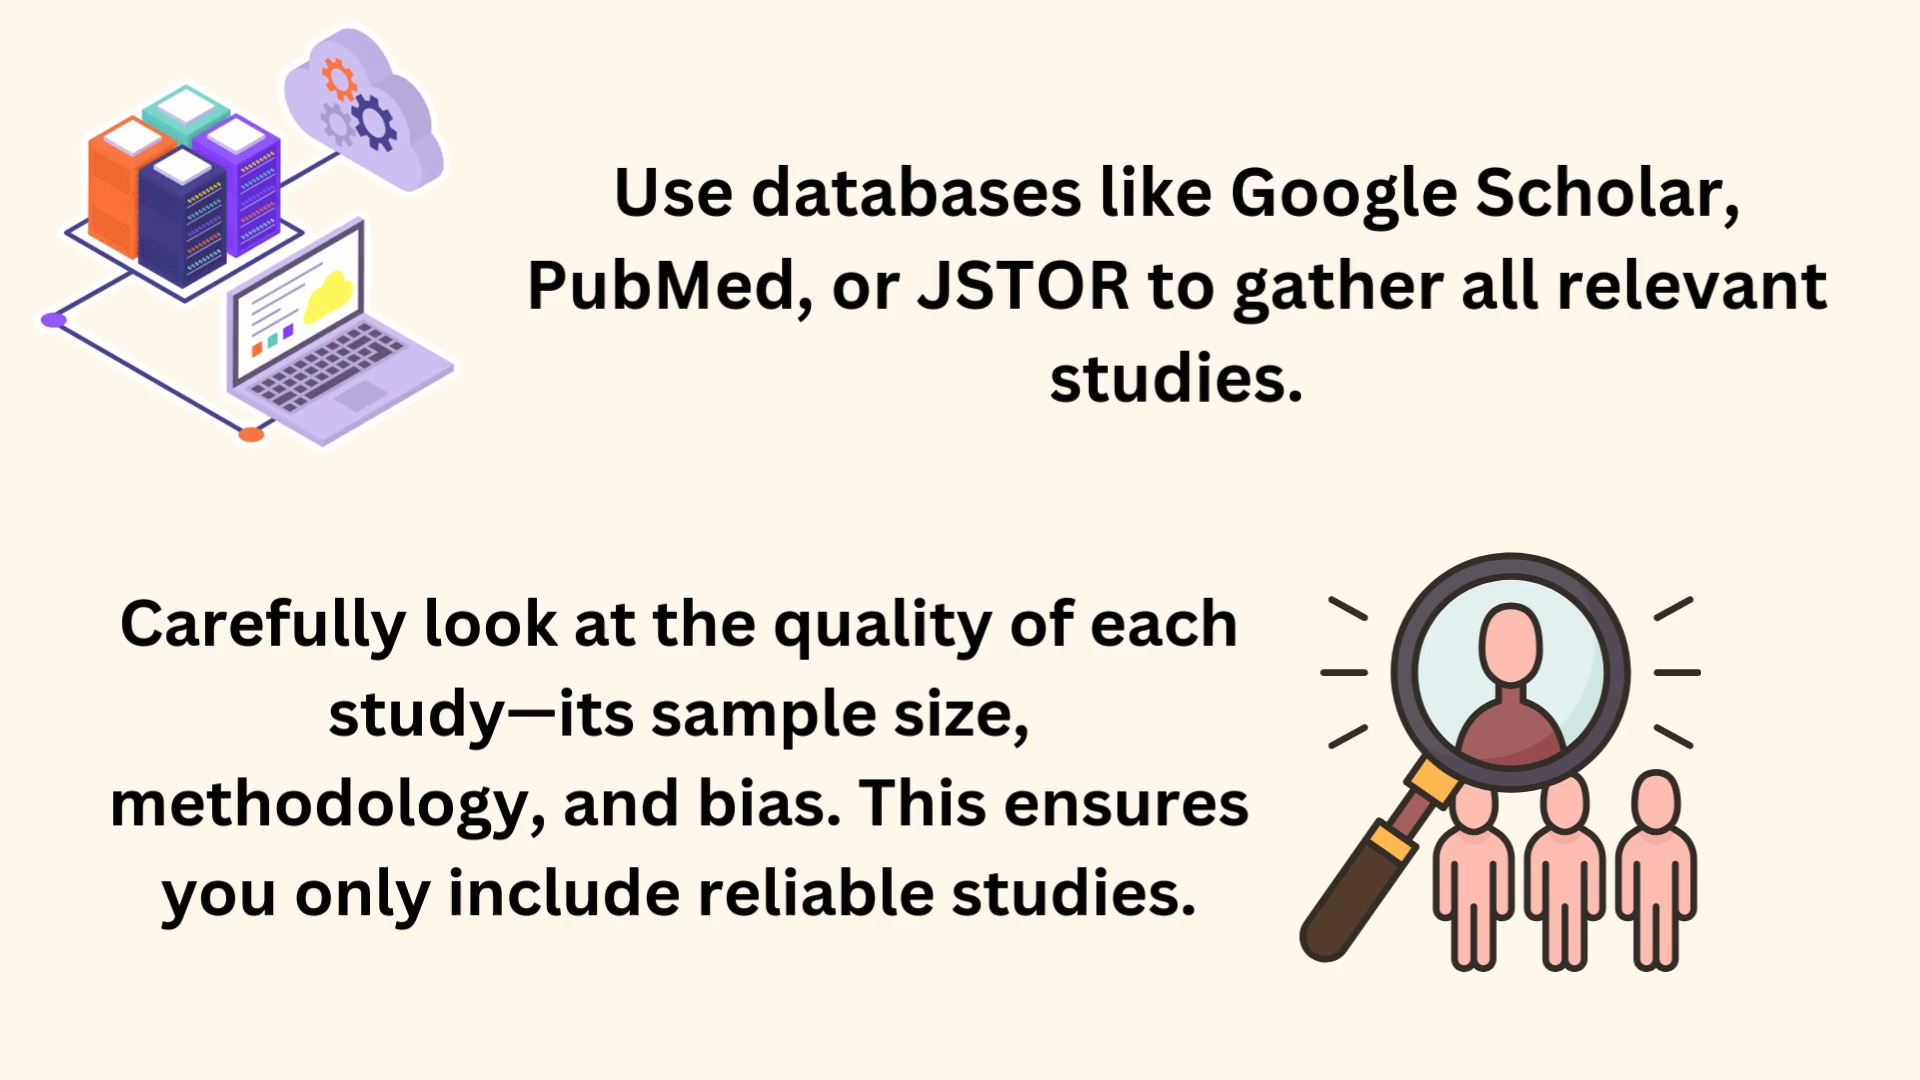 Use databases like Google Scholar,
PubMed, or JSTOR to gather all relevant
studies.
Carefully look at the quality of each
study—its sample size,
methodology, and bias. This ensures
you only include reliable studies.